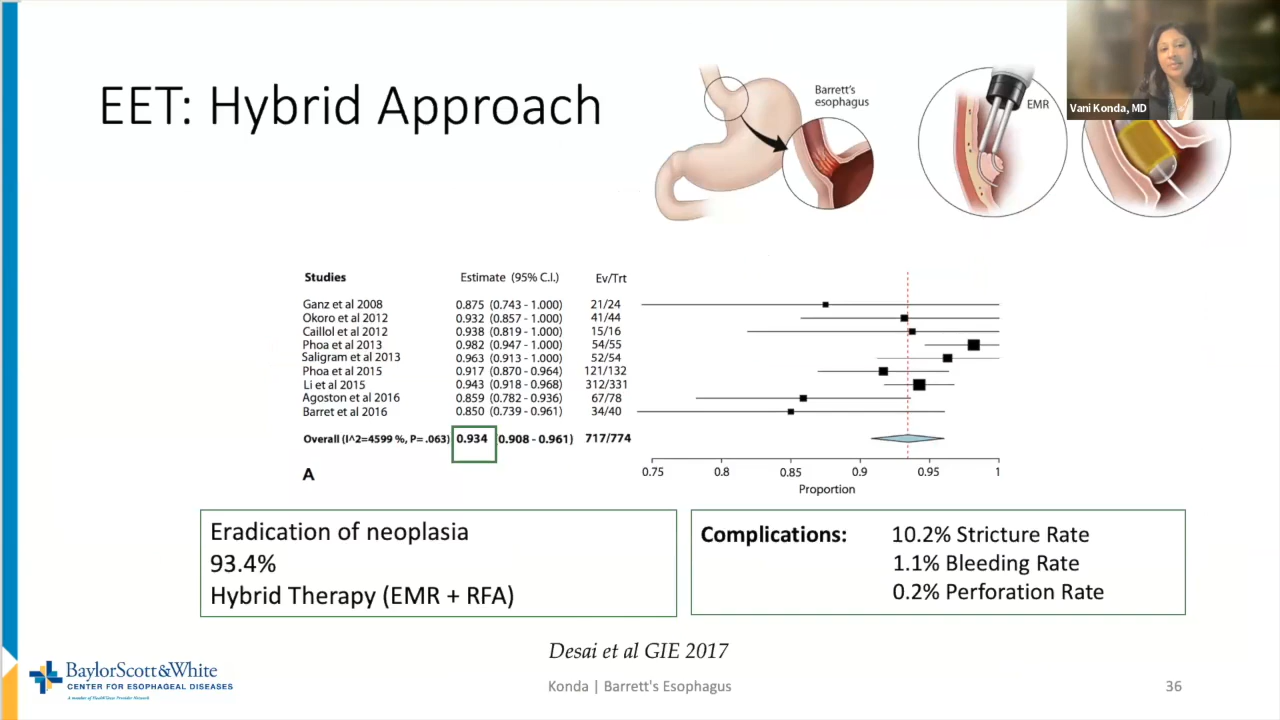 EET: Hybrid Approach
Barrett's
esophagus
EMR
Vani Konda, MD
Studies Estimate (95% C.I.) Ev/Trt
Ganz et al 2008 0.875 (0.743 - 1.000) 21/24
Okoro et al 2012 0.932 (0.857 - 1.000) 41/44
Caillol et al 2012 0.938 (0.819 - 1.000) 15/16
Phoa et al 2013 0.982 (0.947 - 1.000) 54/55
Saligram et al 2013 0.963 (0.913 - 1.000) 52/54
Phoa et al 2015 0.917 (0.870 - 0.964) 121/132
Li et al 2015 0.943 (0.918 - 0.968) 312/331
Agoston et al 2016 0.859 (0.782 - 0.936) 67/78
Barret et al 2016 0.850 (0.739 - 0.961) 34/40
Overall (I^2=4599 %, P= .063) 0.934 (0.908 - 0.961) 717/774
0.75 0.8 0.85 0.9 0.95 1
Proportion
A
Eradication of neoplasia
93.4%
Hybrid Therapy (EMR + RFA)
Complications: 10.2% Stricture Rate
1.1% Bleeding Rate
0.2% Perforation Rate
Desai et al GIE 2017
BaylorScott&White
CENTER FOR ESOPHAGEAL DISEASES
A member of HealthTexas Provider Network
Konda | Barrett's Esophagus
36